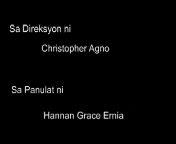 Sa Direksyon ni
Christopher Agno
Sa Panulat ni
Hannan Grace Ernia